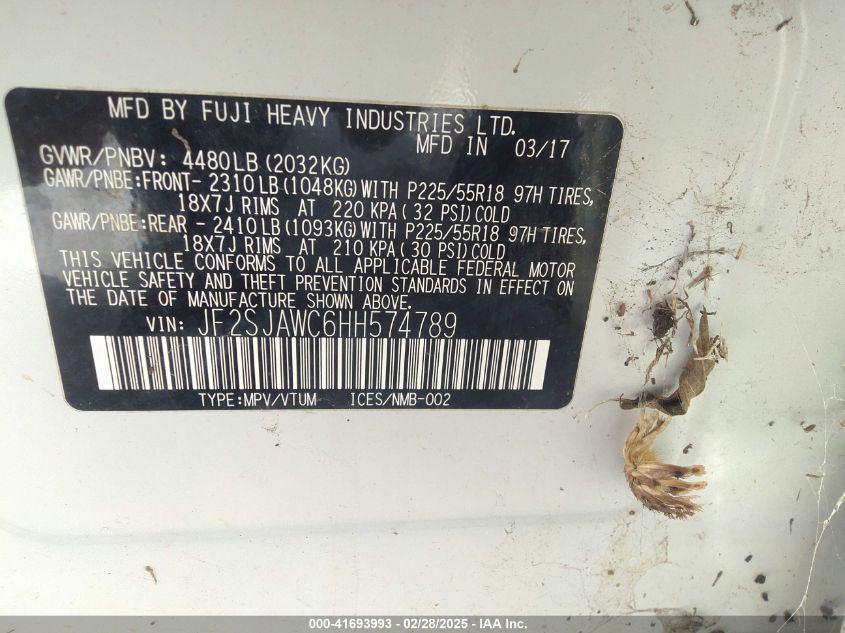 MFD BY FUJI HEAVY INDUSTRIES LTD.
MFD IN 03/17
GVWR/PNBV: 4480LB (2032KG)
GAWR/PNBE:FRONT- 2310LB (1048KG) WITH P225/55R18 97H TIRES,
18X7J RIMS AT 220 KPA ( 32 PSI) COLD
GAWR/PNBE:REAR - 2410LB (1093KG) WITH P225/55R18 97H TIRES,
18X7J RIMS AT 210 KPA ( 30 PSI) COLD
THIS VEHICLE CONFORMS TO ALL APPLICABLE FEDERAL MOTOR
VEHICLE SAFETY AND THEFT PREVENTION STANDARDS IN EFFECT ON
THE DATE OF MANUFACTURE SHOWN ABOVE.
VIN: JF2SJAWC6HH574789
TYPE:MPV/VTUM ICES/NMB-002
000-41693993 - 02/28/2025 - IAA Inc.